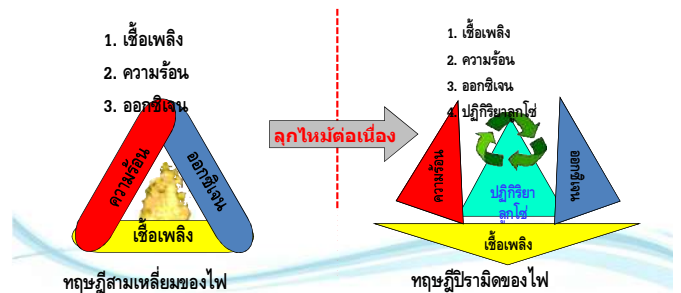 1. เชื้อเพลิง
2. ความร้อน
3. ออกซิเจน
ความร้อน
ออกซิเจน
เชื้อเพลิง
ทฤษฎีสามเหลี่ยมของไฟ
ลุกไหม้ต่อเนื่อง
1. เชื้อเพลิง
2. ความร้อน
3. ออกซิเจน
4. ปฏิกิริยาลูกโซ่
ความร้อน
ปฏิกิริยา
ลูกโซ่
ออกซิเจน
เชื้อเพลิง
ทฤษฎีปิรามิดของไฟ